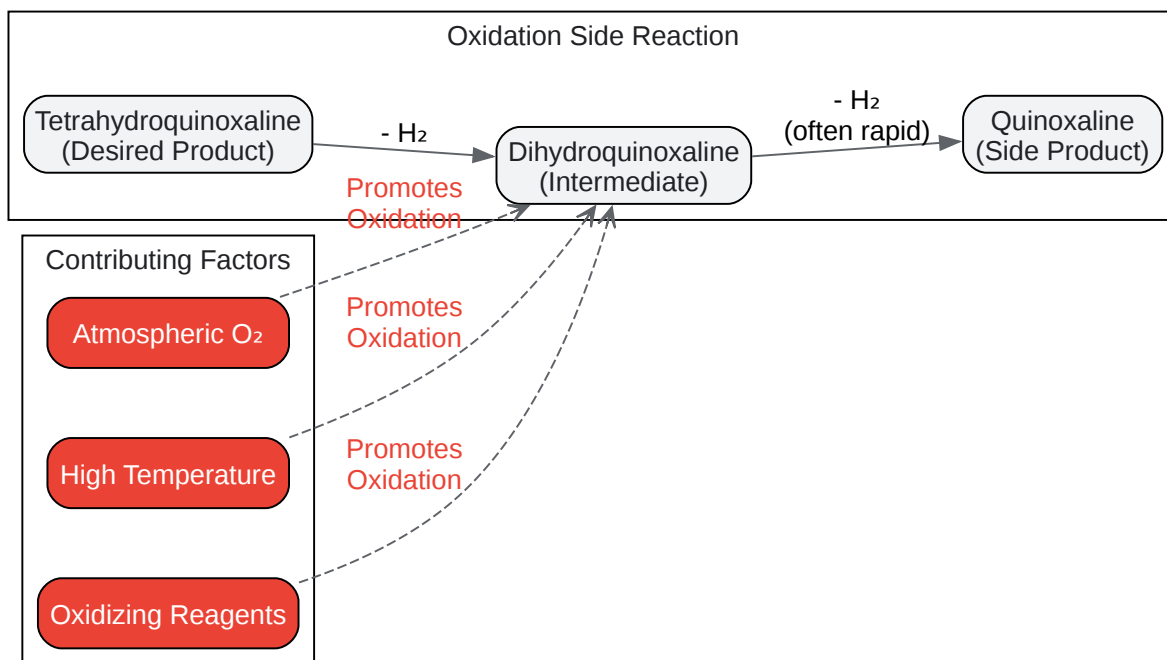 Oxidation Side Reaction
Tetrahydroquinoxaline
(Desired Product)
- H₂
Dihydroquinoxaline
(Intermediate)
- H₂
(often rapid)
Quinoxaline
(Side Product)
Promotes
Oxidation
Contributing Factors
Atmospheric O₂
Promotes
Oxidation
High Temperature
Promotes
Oxidation
Oxidizing Reagents